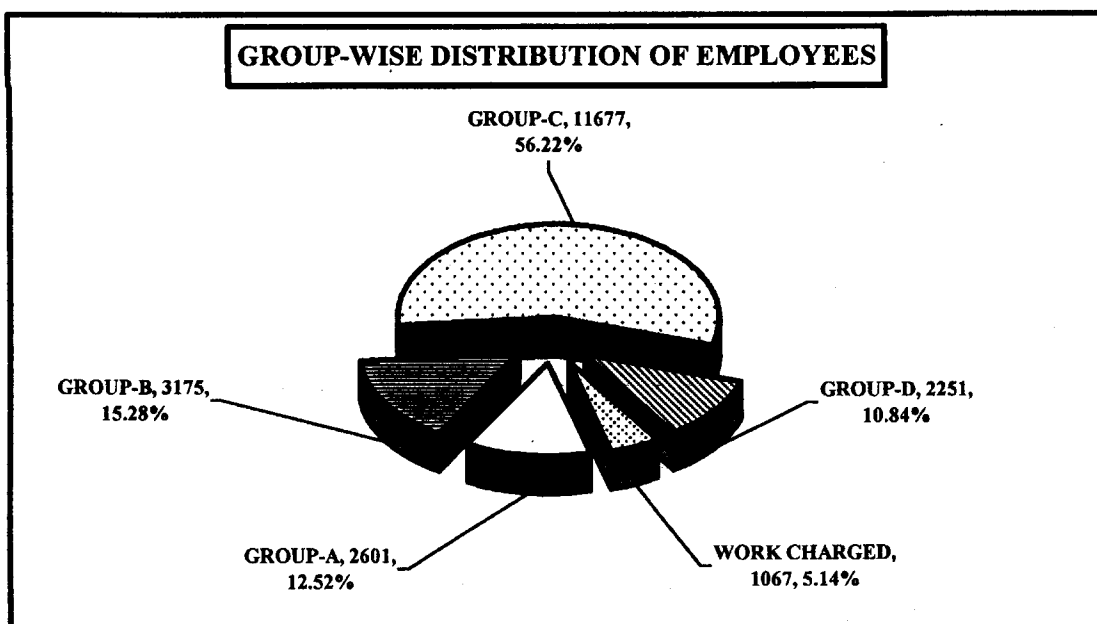 GROUP-WISE DISTRIBUTION OF EMPLOYEES
GROUP-C, 11677,
56.22%
GROUP-B, 3175,
15.28%
GROUP-D, 2251,
10.84%
GROUP-A, 2601,
12.52%
WORK CHARGED,
1067, 5.14%